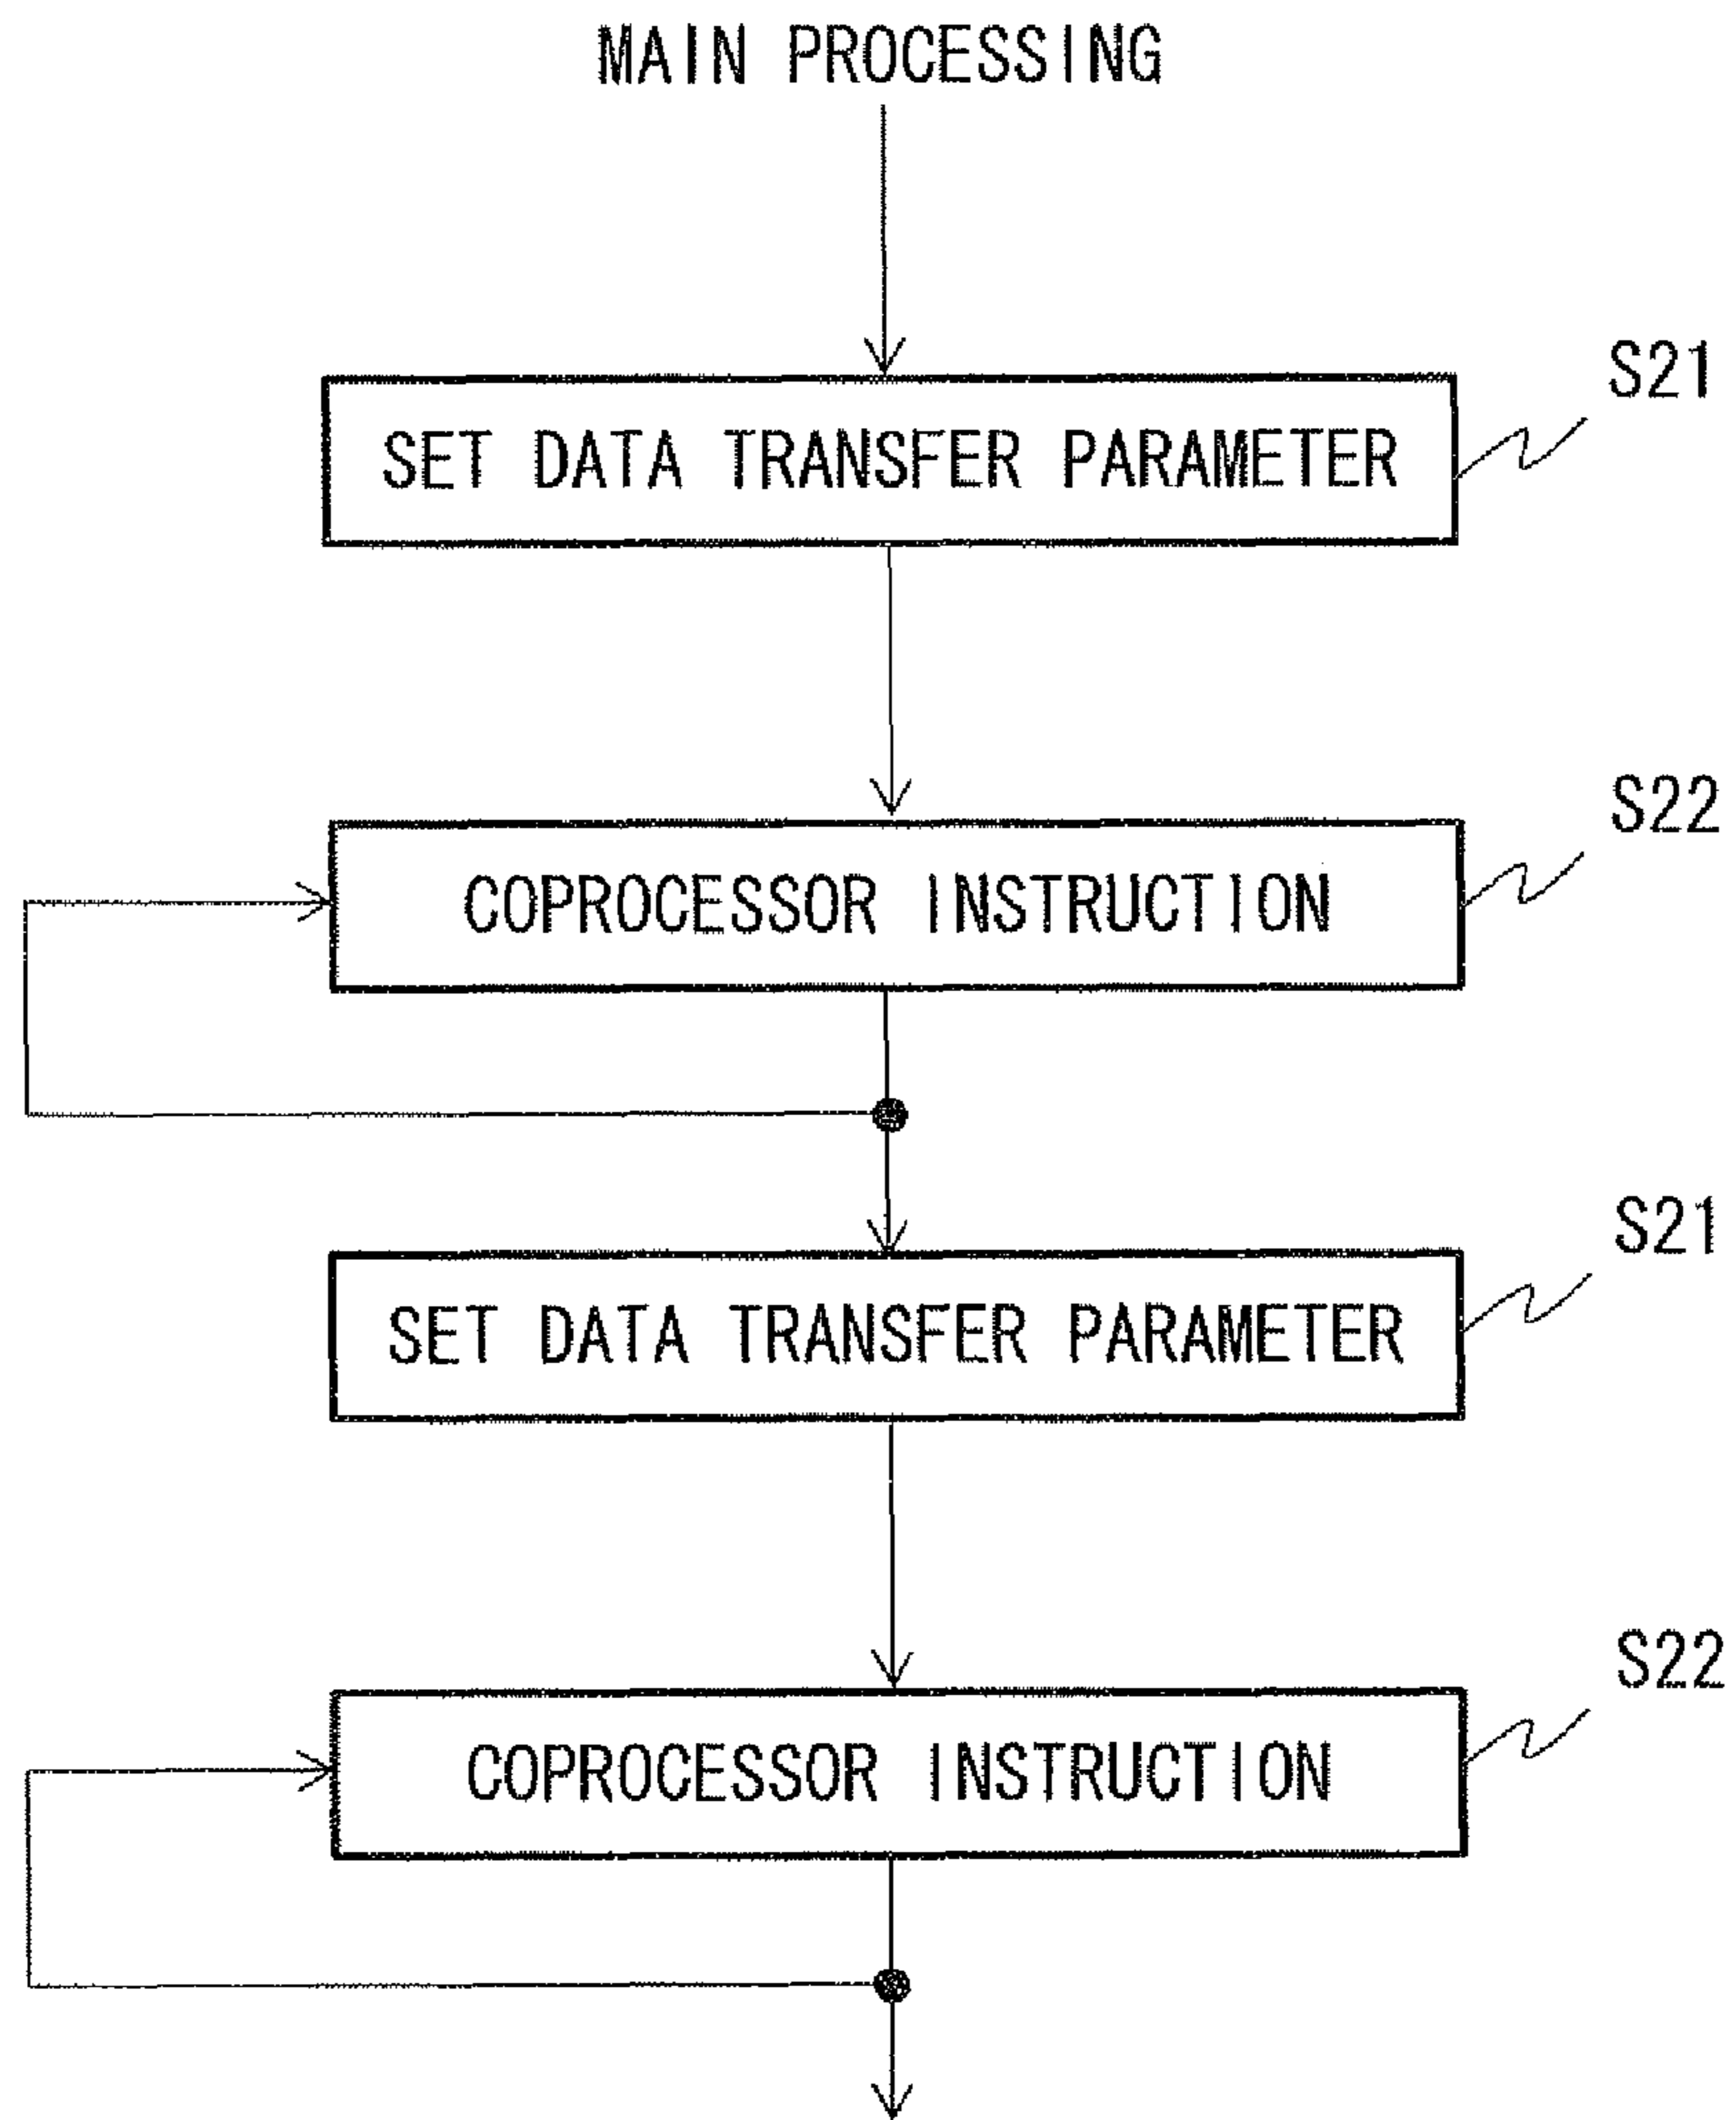 MAIN PROCESSING
S21
SET DATA TRANSFER PARAMETER
S22
COPROCESSOR INSTRUCTION
S21
SET DATA TRANSFER PARAMETER
S22
COPROCESSOR INSTRUCTION